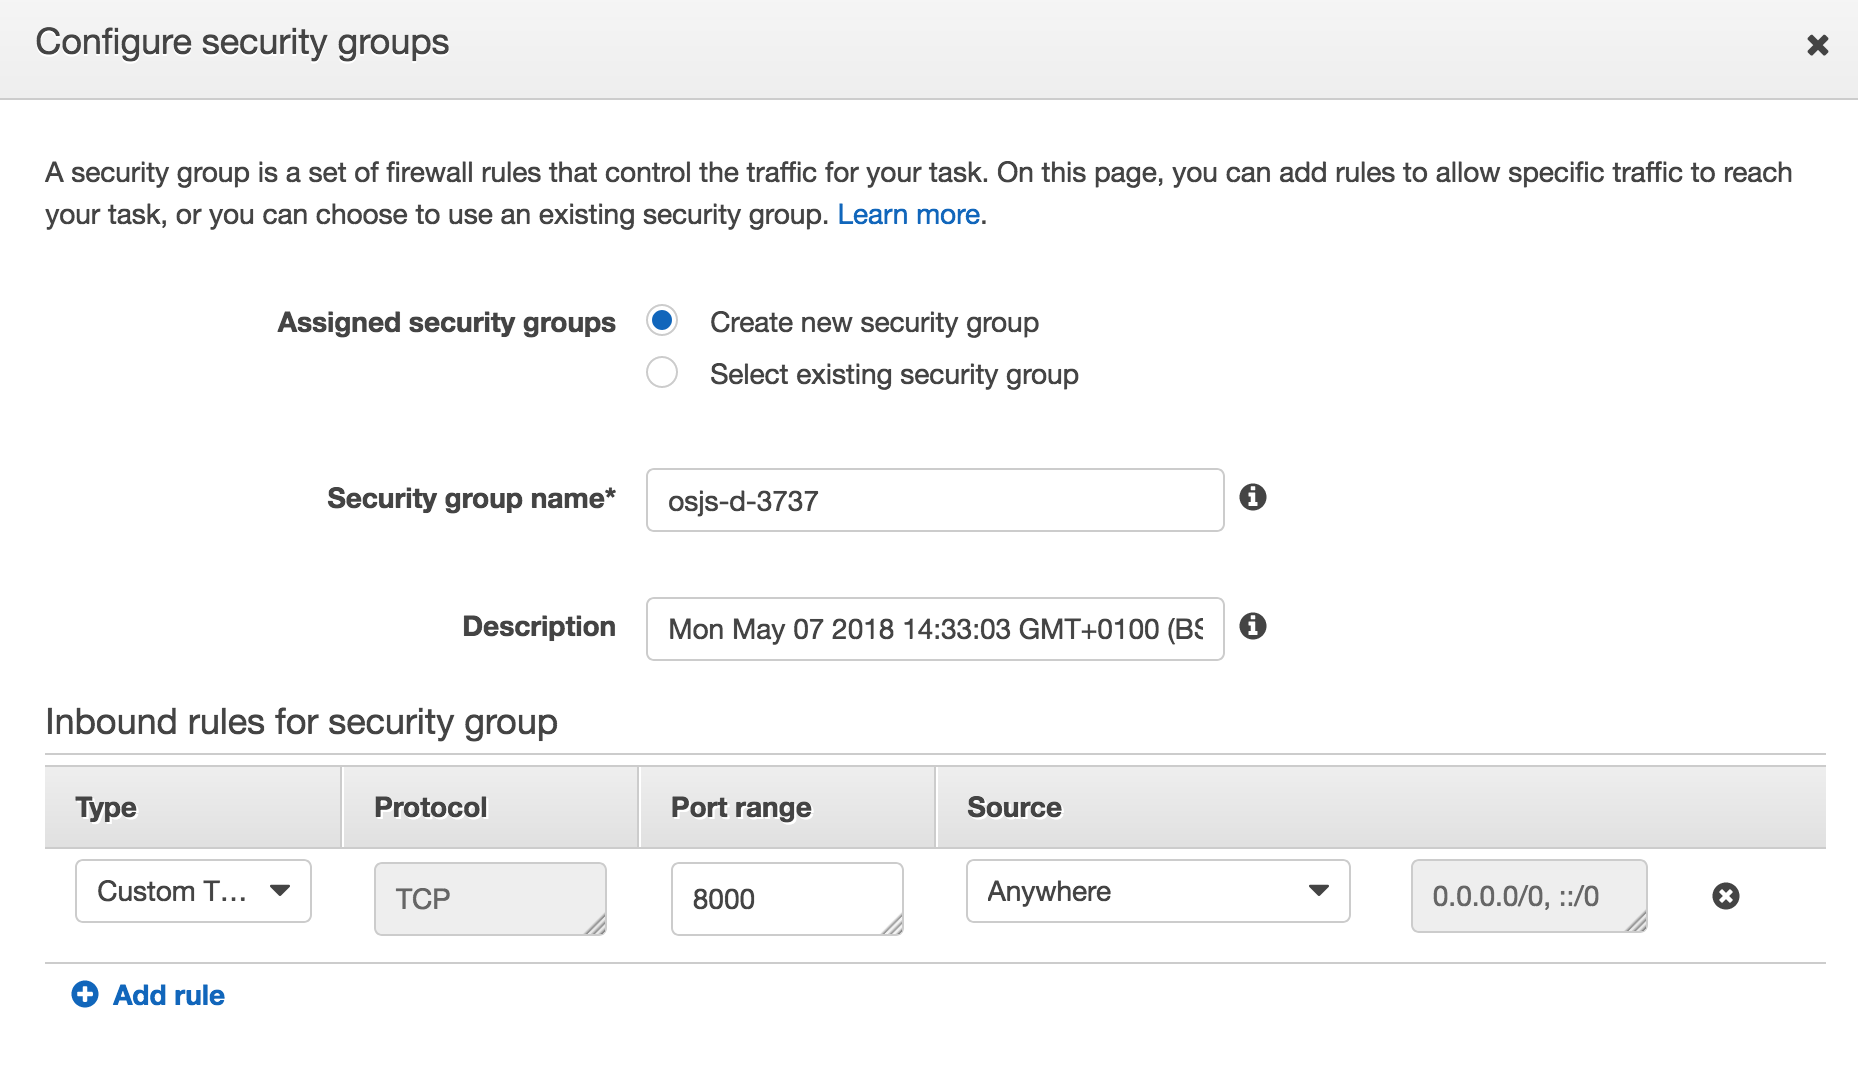 Configure security groups
A security group is a set of firewall rules that control the traffic for your task. On this page, you can add rules to allow specific traffic to reach
your task, or you can choose to use an existing security group. Learn more.
Assigned security groups
Create new security group
Select existing security group
Security group name*
osjs-d-3737
Description
Mon May 07 2018 14:33:03 GMT+0100 (BS
Inbound rules for security group
Type Protocol Port range Source
Custom T... TCP 8000 Anywhere 0.0.0.0/0, ::/0
Add rule